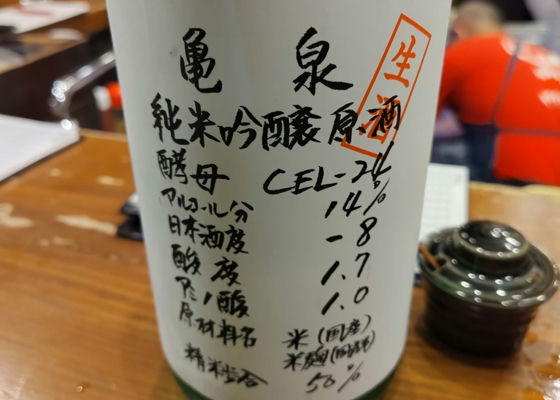 亀泉
生酒
純米吟醸原酒
酵母 CEL-24
アルコール分 14%
日本酒度 -8
酸度 1.7
アミノ酸 1.0
原材料名 米(国産)
米麹(国産米)
精米歩合 50%